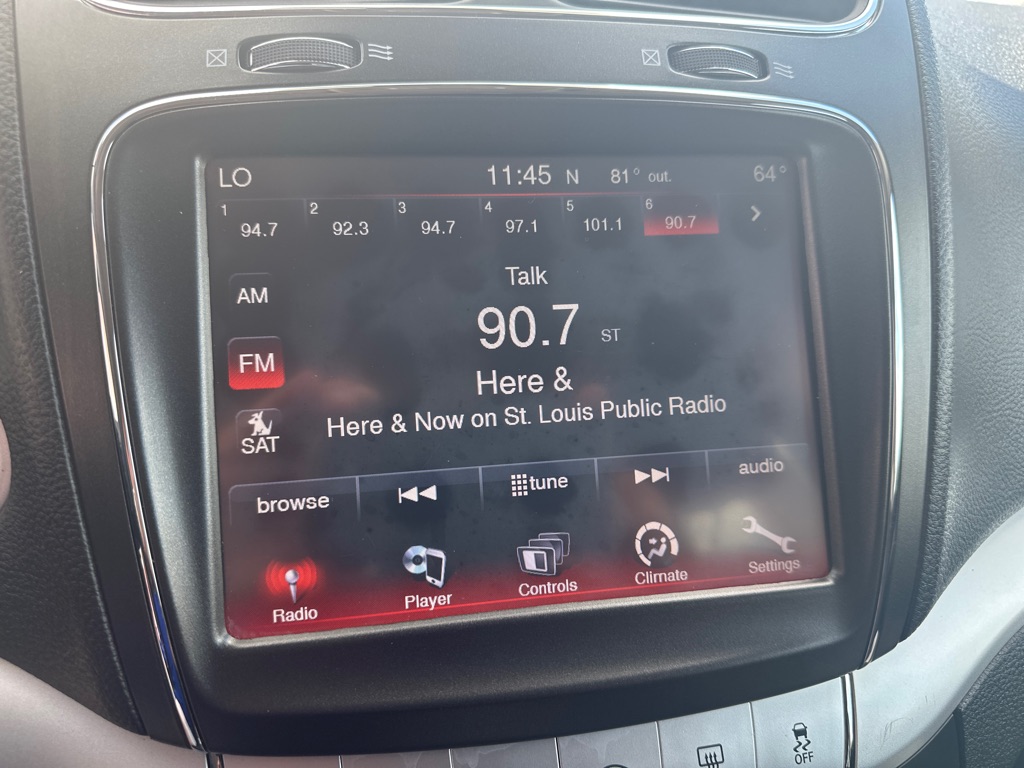 LO 11:45 N 81° out. 64°
1 94.7 2 92.3 3 94.7 4 97.1 5 101.1 6 90.7
Talk
AM
90.7 ST
FM
Here &
Here & Now on St. Louis Public Radio
SAT
browse tune audio
Radio Player Controls Climate Settings
OFF